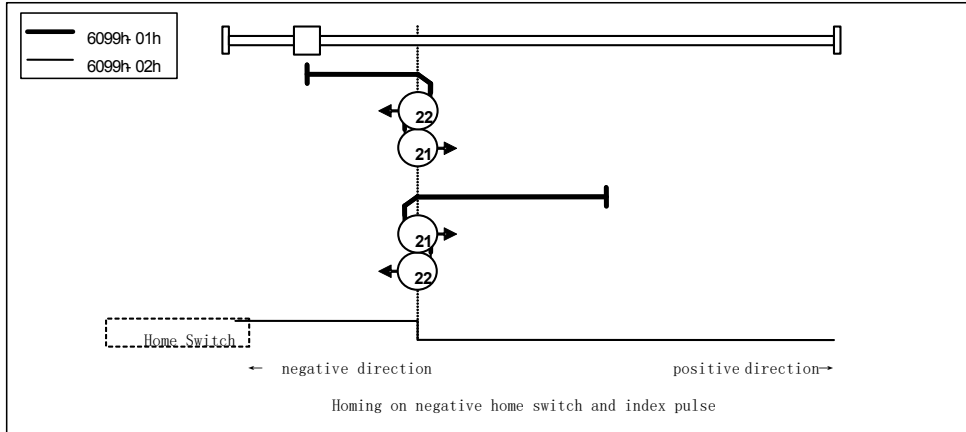 6099h-01h
6099h-02h
22
21
21
22
Home Switch
← negative direction
positive direction→
Homing on negative home switch and index pulse